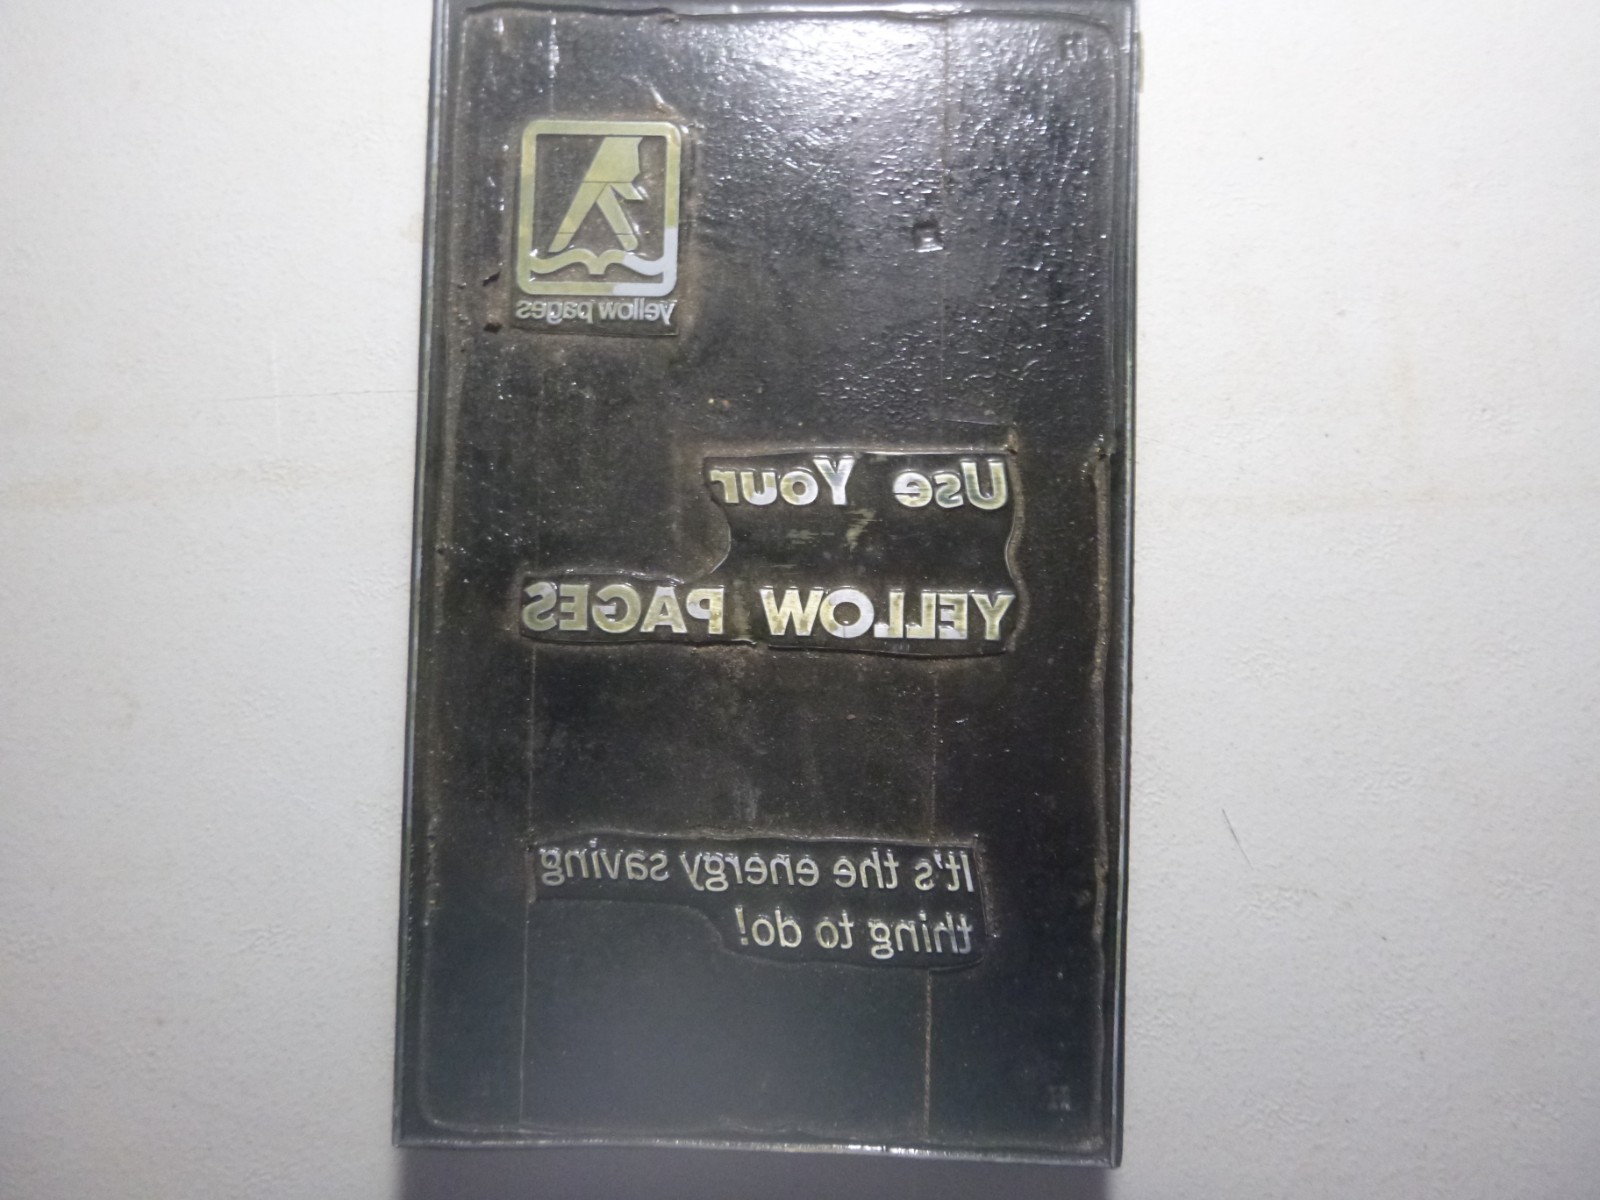 yellow pages
Use Your
YELLOW PAGES
It's the energy saving
thing to do!